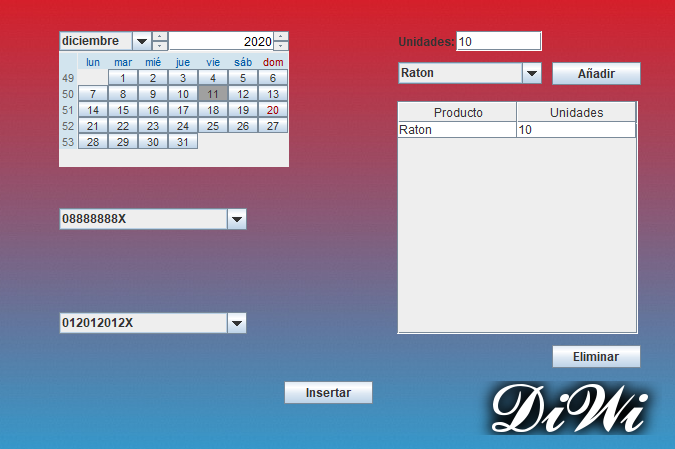 diciembre 2020
lun mar mié jue vie sáb dom
49 1 2 3 4 5 6
50 7 8 9 10 11 12 13
51 14 15 16 17 18 19 20
52 21 22 23 24 25 26 27
53 28 29 30 31
08888888X
012012012X
Insertar
Unidades: 10
Raton Añadir
Producto Unidades
Raton 10
Eliminar
DiWi